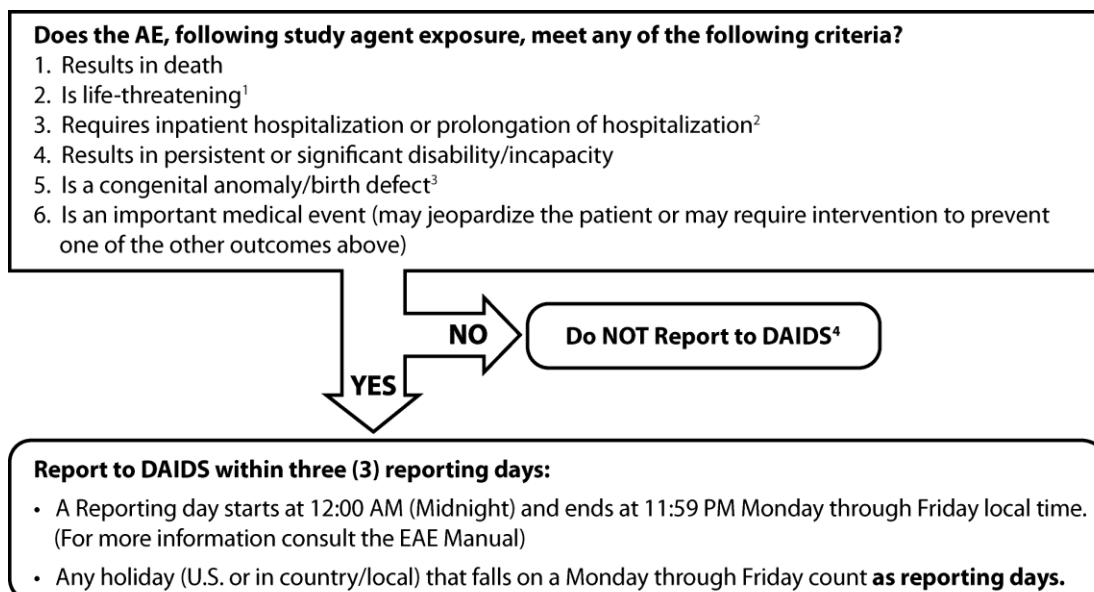 Does the AE, following study agent exposure, meet any of the following criteria?
1. Results in death
2. Is life-threatening¹
3. Requires inpatient hospitalization or prolongation of hospitalization²
4. Results in persistent or significant disability/incapacity
5. Is a congenital anomaly/birth defect³
6. Is an important medical event (may jeopardize the patient or may require intervention to prevent
one of the other outcomes above)
NO
Do NOT Report to DAIDS⁴
YES
Report to DAIDS within three (3) reporting days:
• A Reporting day starts at 12:00 AM (Midnight) and ends at 11:59 PM Monday through Friday local time.
(For more information consult the EAE Manual)
• Any holiday (U.S. or in country/local) that falls on a Monday through Friday count as reporting days.